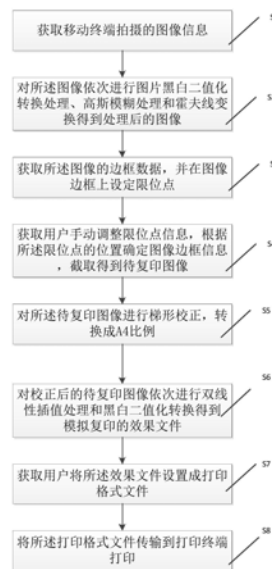 获取移动终端拍摄的图像信息
对所述图像依次进行图片黑白二值化
转换处理、高斯模糊处理和霍夫线变
换得到处理后的图像
获取所述图像的边框数据，并在图像
边框上设定限位点
获取用户手动调整限位点信息，根据
所述限位点的位置确定图像边框信息
，截取得到待复印图像
S4
对所述待复印图像进行梯形校正，转
换成A4比例
S5
对校正后的待复印图像依次进行双线
性插值处理和黑白二值化转换得到
模拟复印的效果文件
S6
获取用户将所述效果文件设置成打印
格式文件
S7
将所述打印格式文件传输到打印终端
打印
S8